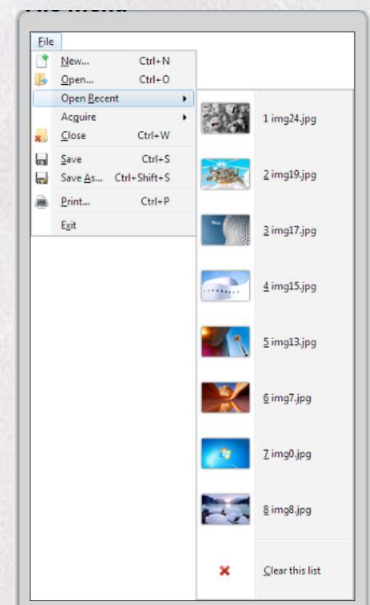 File menu
File
New... Ctrl+N
Open... Ctrl+O
Open Recent
Acquire
Close Ctrl+W
Save Ctrl+S
Save As... Ctrl+Shift+S
Print... Ctrl+P
Exit
1 img24.jpg
2 img19.jpg
3 img17.jpg
4 img15.jpg
5 img13.jpg
6 img7.jpg
7 img0.jpg
8 img8.jpg
Clear this list